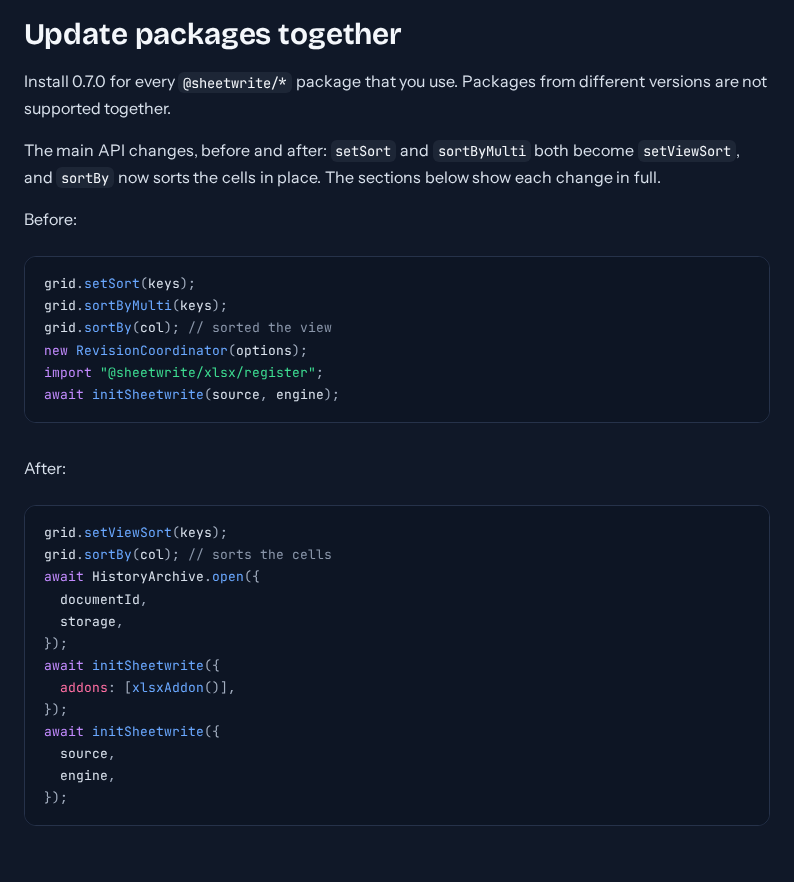 Update packages together
Install 0.7.0 for every @sheetwrite/* package that you use. Packages from different versions are not
supported together.
The main API changes, before and after: setSort and sortByMulti both become setViewSort,
and sortBy now sorts the cells in place. The sections below show each change in full.
Before:
grid.setSort(keys);
grid.sortByMulti(keys);
grid.sortBy(col); // sorted the view
new RevisionCoordinator(options);
import "@sheetwrite/xlsx/register";
await initSheetwrite(source, engine);
After:
grid.setViewSort(keys);
grid.sortBy(col); // sorts the cells
await HistoryArchive.open({
  documentId,
  storage,
});
await initSheetwrite({
  addons: [xlsxAddon()],
});
await initSheetwrite({
  source,
  engine,
});